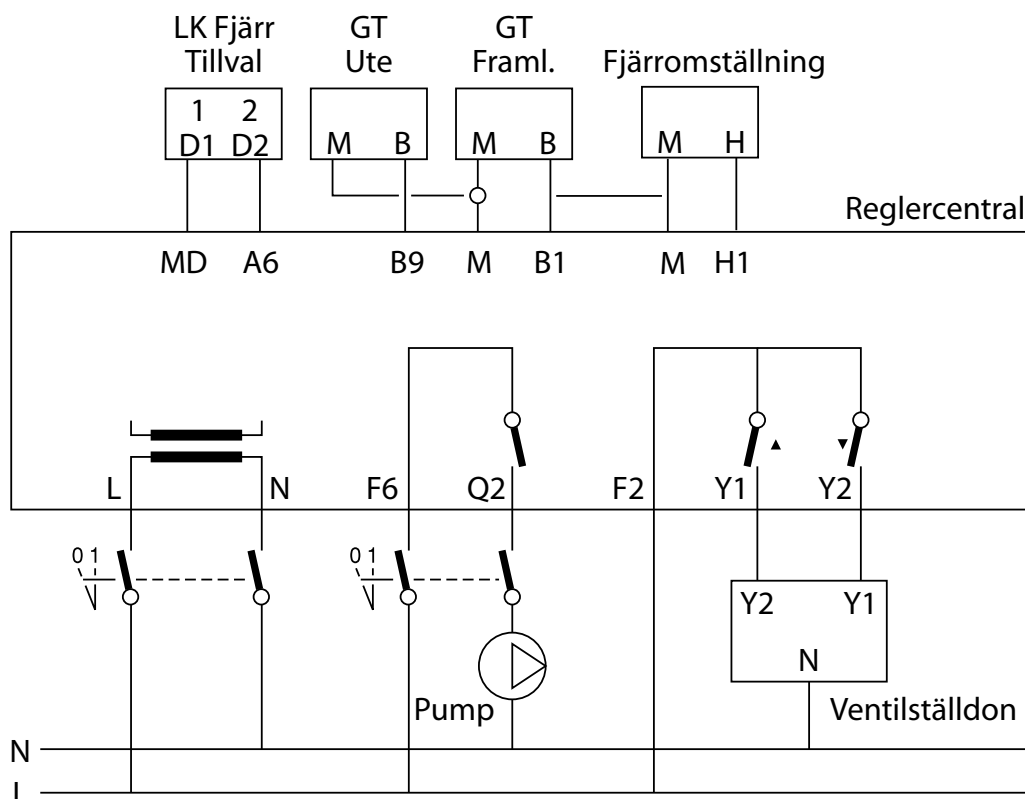 LK Fjärr GT GT
Tillval Ute Framl. Fjärromställning
1 2
D1 D2 M B M B M H
Reglercentral
MD A6 B9 M B1 M H1
L N F6 Q2 F2 Y1 Y2
0 1 0 1
Y2 Y1
N
Pump Ventilställdon
N
L